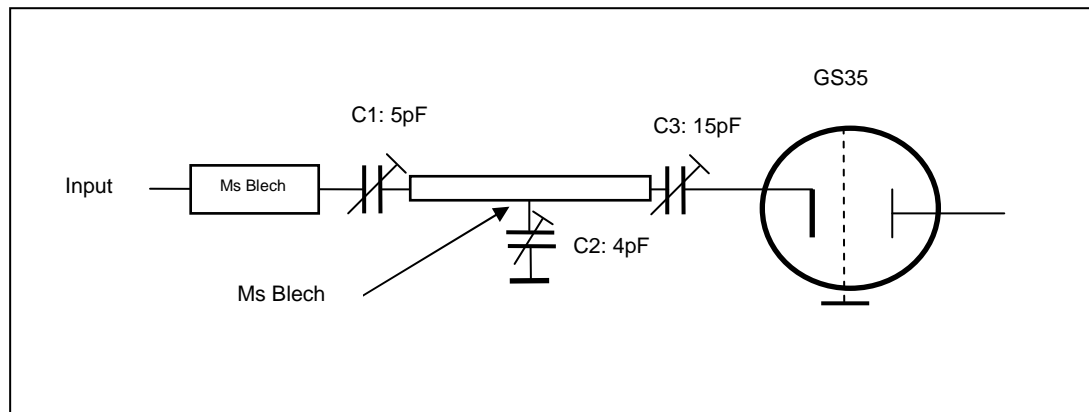 GS35
C1: 5pF
C3: 15pF
Input
Ms Blech
C2: 4pF
Ms Blech